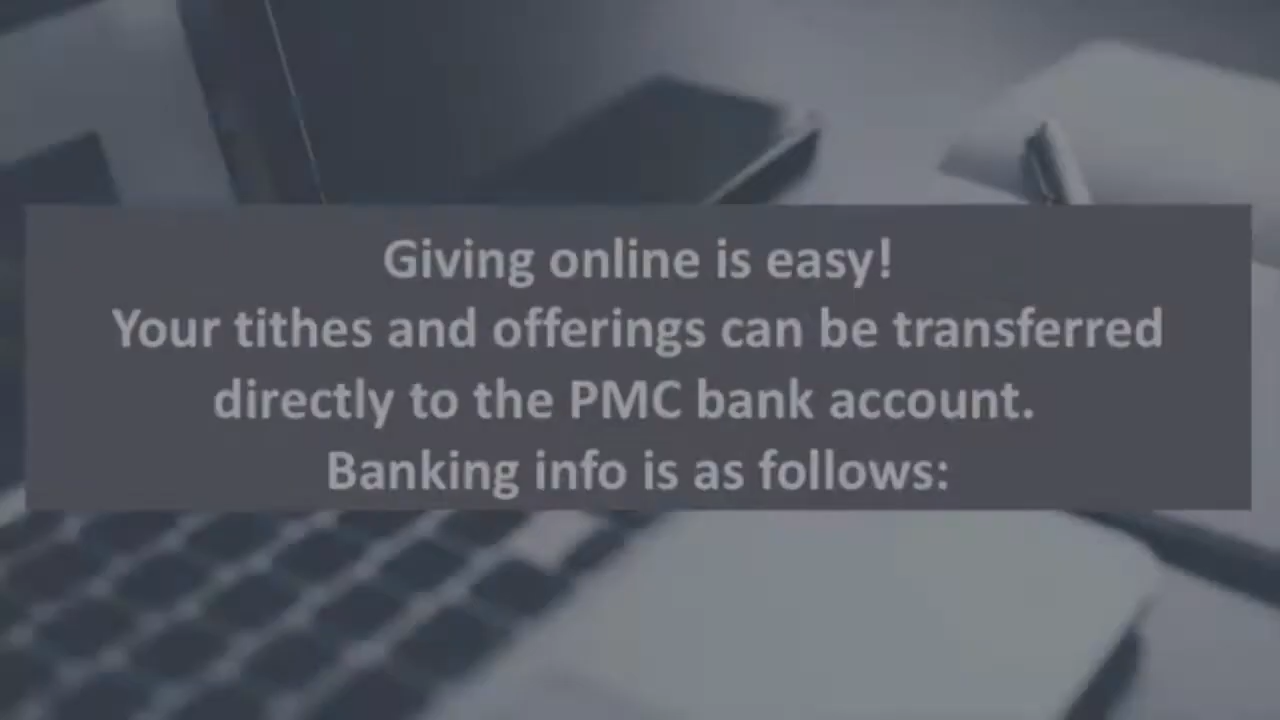 Giving online is easy!
Your tithes and offerings can be transferred
directly to the PMC bank account.
Banking info is as follows: